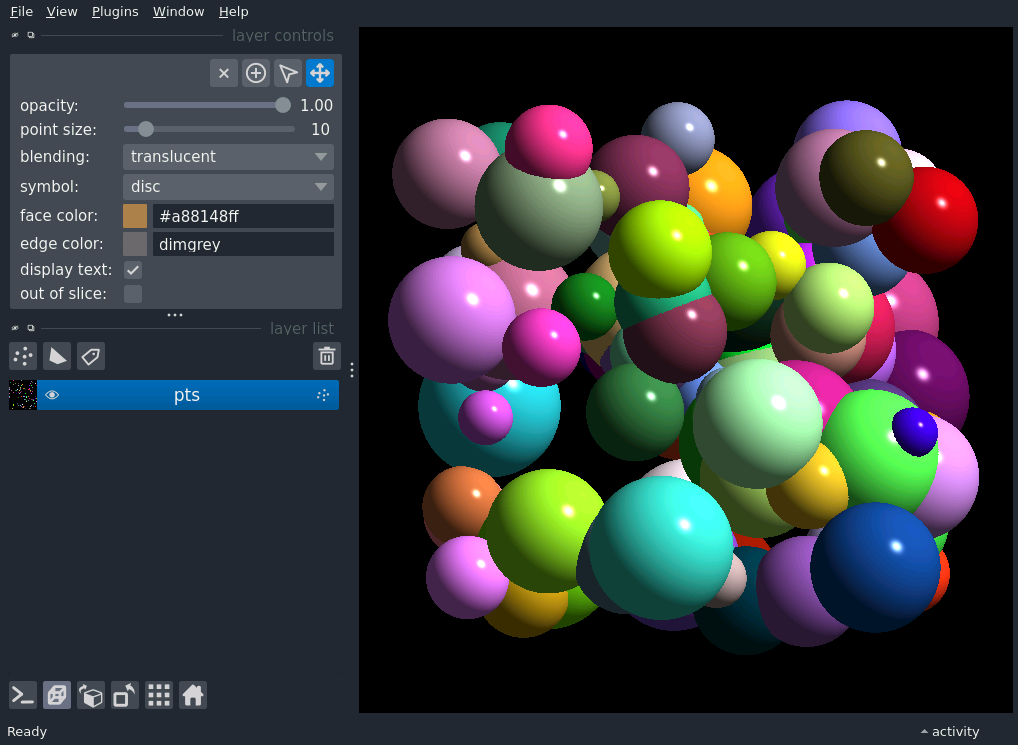 File View Plugins Window Help
layer controls
opacity: 1.00
point size: 10
blending: translucent
symbol: disc
face color: #a88148ff
edge color: dimgrey
display text:
out of slice:
layer list
pts
Ready activity